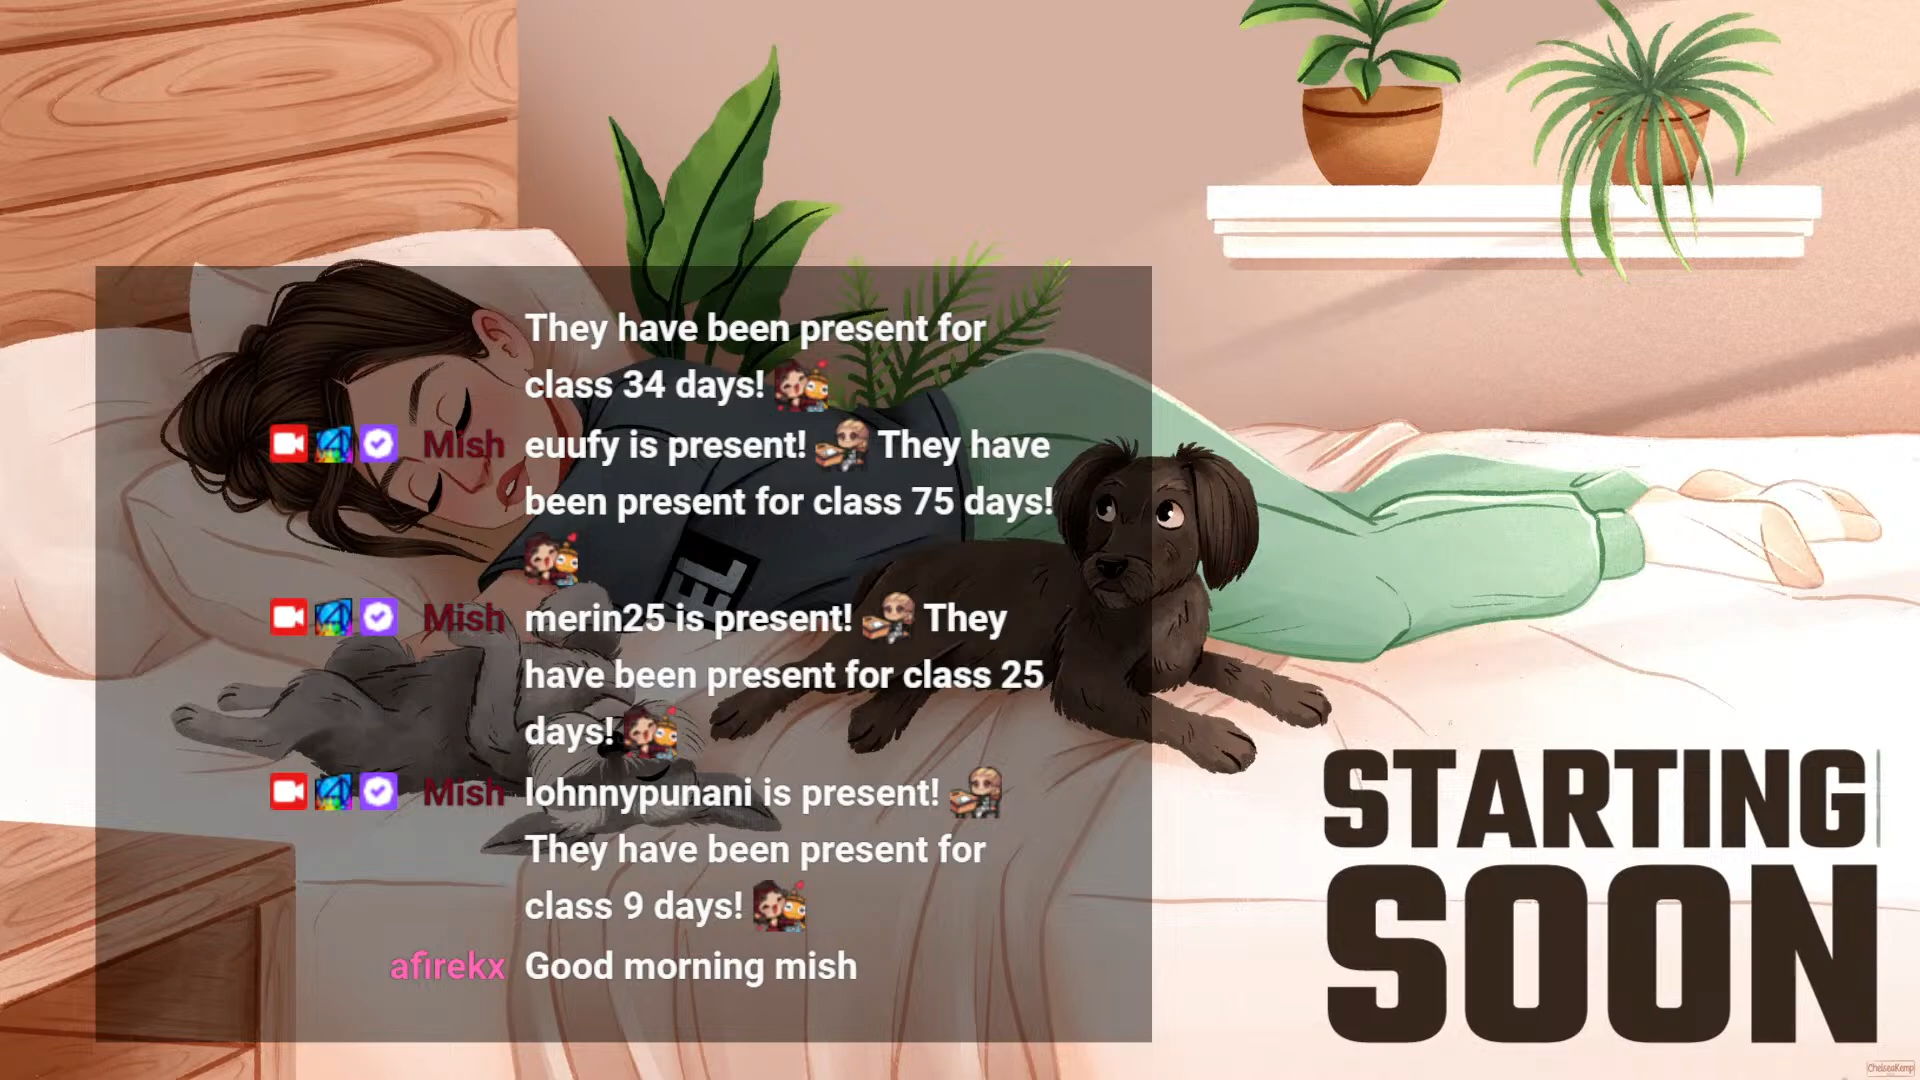 They have been present for
class 34 days!
Mish euufy is present! They have
been present for class 75 days!
Mish merin25 is present! They
have been present for class 25
days!
Mish lohnnypunani is present!
They have been present for
class 9 days!
afirekx Good morning mish
EL
STARTING
SOON
ChelseaKemp